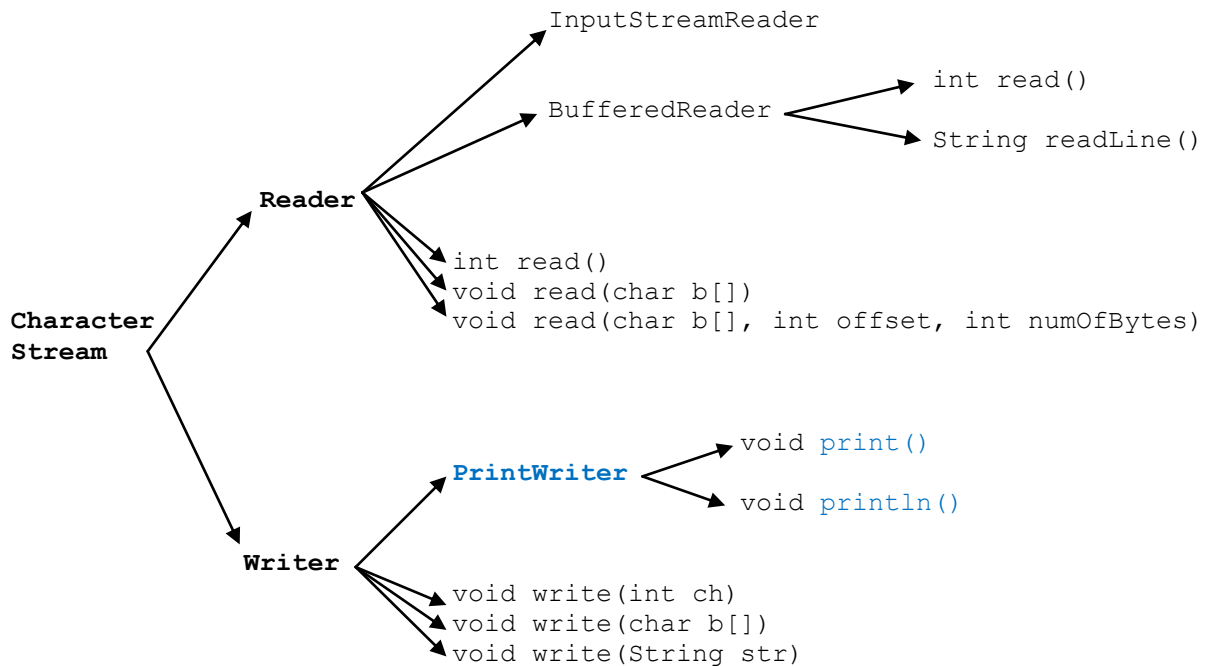 InputStreamReader
int read()
BufferedReader
String readLine()
Reader
int read()
void read(char b[])
void read(char b[], int offset, int numOfBytes)
Character
Stream
void print()
PrintWriter
void println()
Writer
void write(int ch)
void write(char b[])
void write(String str)